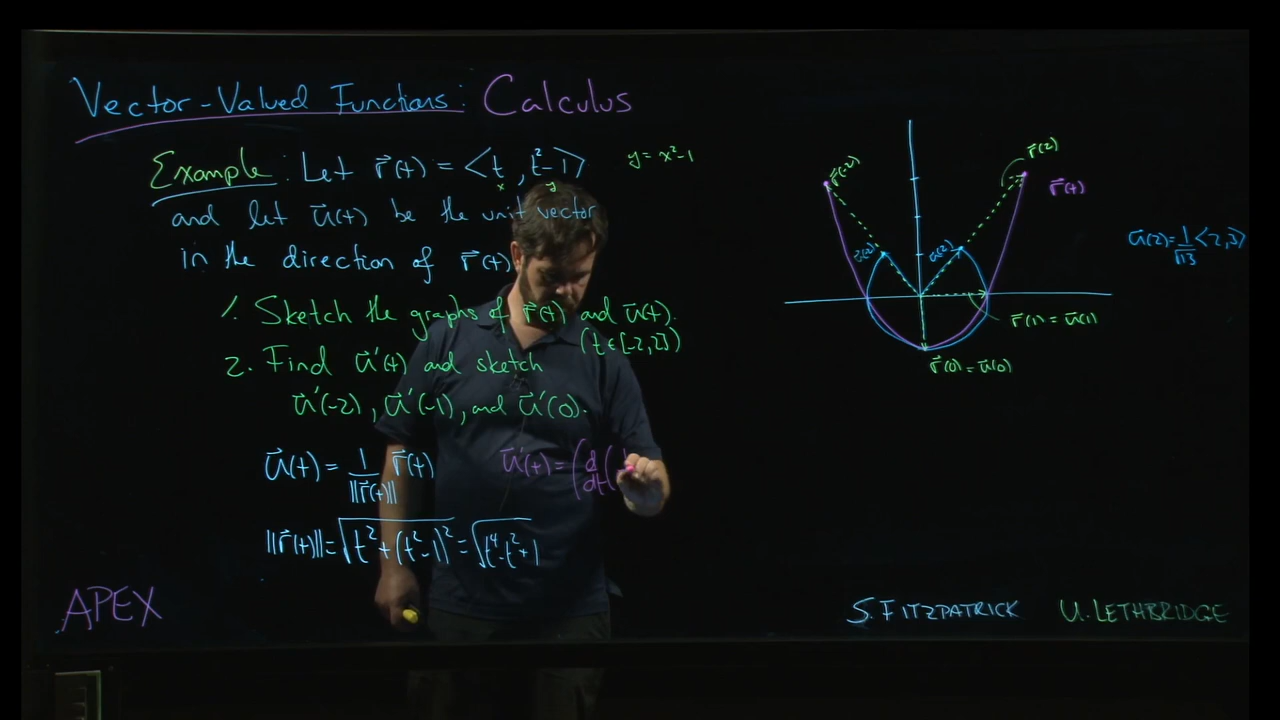 Vector-Valued Functions: Calculus
Example: Let r⃗(t) = ⟨t, t²-1⟩
x y
y = x²-1
and let u⃗(t) be the unit vector
in the direction of r⃗(t)
1. Sketch the graphs of r⃗(t) and u⃗(t).
(t ∈ [-2,2])
2. Find u⃗'(t) and sketch
u⃗'(-2), u⃗'(-1), and u⃗'(0).
u⃗(t) = 1/||r⃗(t)|| r⃗(t)
u⃗'(t) = (d/dt(
||r⃗(t)|| = √(t²+(t²-1)²) = √(t⁴-t²+1)
r⃗(-2)
r⃗(2)
r⃗(t)
u⃗(2)
u⃗(2) = 1/√13 ⟨2,3⟩
r⃗(1) = u⃗(1)
r⃗(0) = u⃗(0)
APEX
S. FITZPATRICK U. LETHBRIDGE